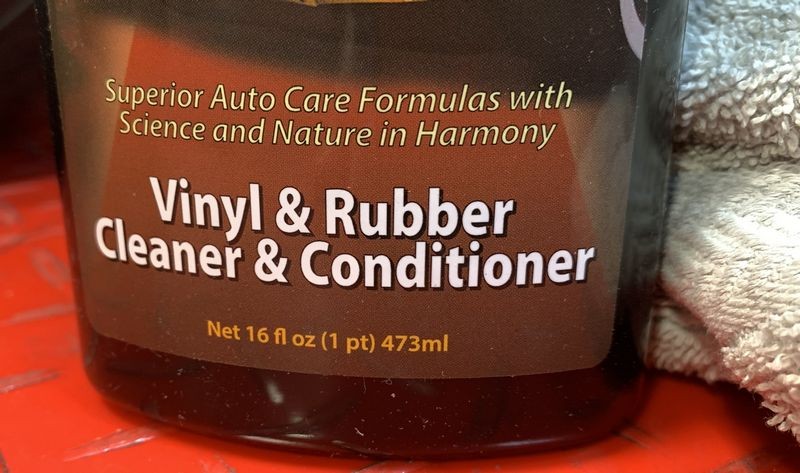 Superior Auto Care Formulas with
Science and Nature in Harmony
Vinyl & Rubber
Cleaner & Conditioner
Net 16 fl oz (1 pt) 473ml